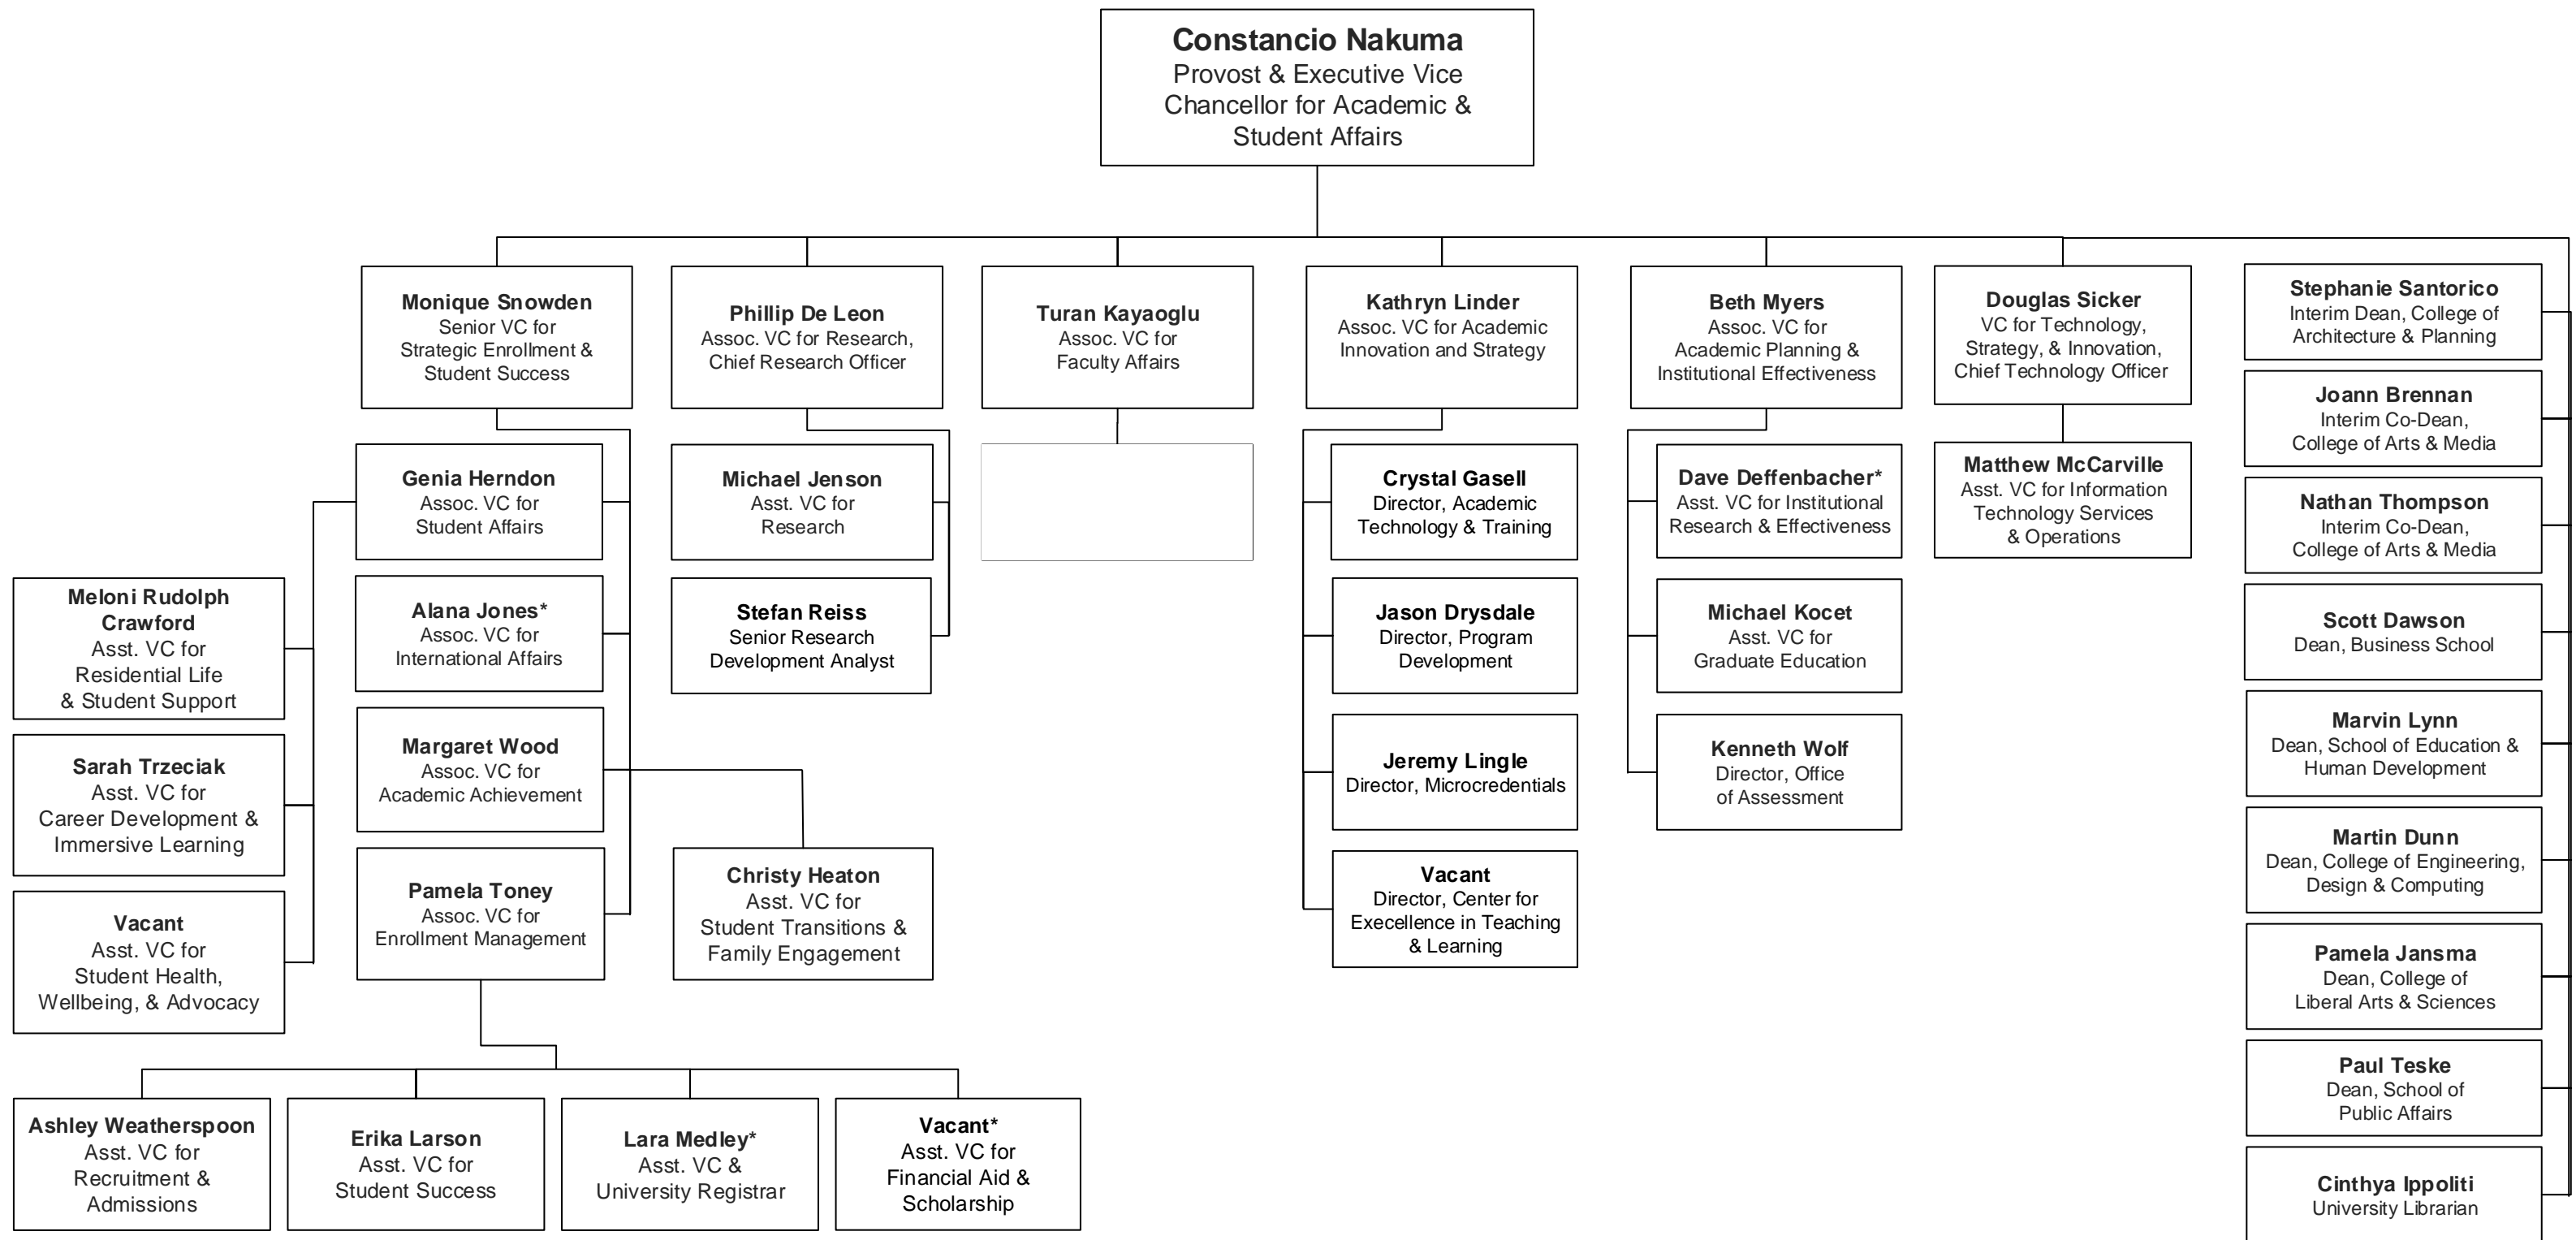 Constancio Nakuma
Provost & Executive Vice
Chancellor for Academic &
Student Affairs
Monique Snowden
Senior VC for
Strategic Enrollment &
Student Success
Phillip De Leon
Assoc. VC for Research,
Chief Research Officer
Turan Kayaoglu
Assoc. VC for
Faculty Affairs
Kathryn Linder
Assoc. VC for Academic
Innovation and Strategy
Beth Myers
Assoc. VC for
Academic Planning &
Institutional Effectiveness
Douglas Sicker
VC for Technology,
Strategy, & Innovation,
Chief Technology Officer
Stephanie Santorico
Interim Dean, College of
Architecture & Planning
Joann Brennan
Interim Co-Dean,
College of Arts & Media
Nathan Thompson
Interim Co-Dean,
College of Arts & Media
Scott Dawson
Dean, Business School
Marvin Lynn
Dean, School of Education &
Human Development
Martin Dunn
Dean, College of Engineering,
Design & Computing
Pamela Jansma
Dean, College of
Liberal Arts & Sciences
Paul Teske
Dean, School of
Public Affairs
Cinthya Ippoliti
University Librarian
Genia Herndon
Assoc. VC for
Student Affairs
Alana Jones*
Assoc. VC for
International Affairs
Margaret Wood
Assoc. VC for
Academic Achievement
Pamela Toney
Assoc. VC for
Enrollment Management
Meloni Rudolph
Crawford
Asst. VC for
Residential Life
& Student Support
Sarah Trzeciak
Asst. VC for
Career Development &
Immersive Learning
Vacant
Asst. VC for
Student Health,
Wellbeing, & Advocacy
Christy Heaton
Asst. VC for
Student Transitions &
Family Engagement
Michael Jenson
Asst. VC for
Research
Stefan Reiss
Senior Research
Development Analyst
Crystal Gasell
Director, Academic
Technology & Training
Jason Drysdale
Director, Program
Development
Jeremy Lingle
Director, Microcredentials
Vacant
Director, Center for
Execellence in Teaching
& Learning
Dave Deffenbacher*
Asst. VC for Institutional
Research & Effectiveness
Michael Kocet
Asst. VC for
Graduate Education
Kenneth Wolf
Director, Office
of Assessment
Matthew McCarville
Asst. VC for Information
Technology Services
& Operations
Ashley Weatherspoon
Asst. VC for
Recruitment &
Admissions
Erika Larson
Asst. VC for
Student Success
Lara Medley*
Asst. VC &
University Registrar
Vacant*
Asst. VC for
Financial Aid &
Scholarship